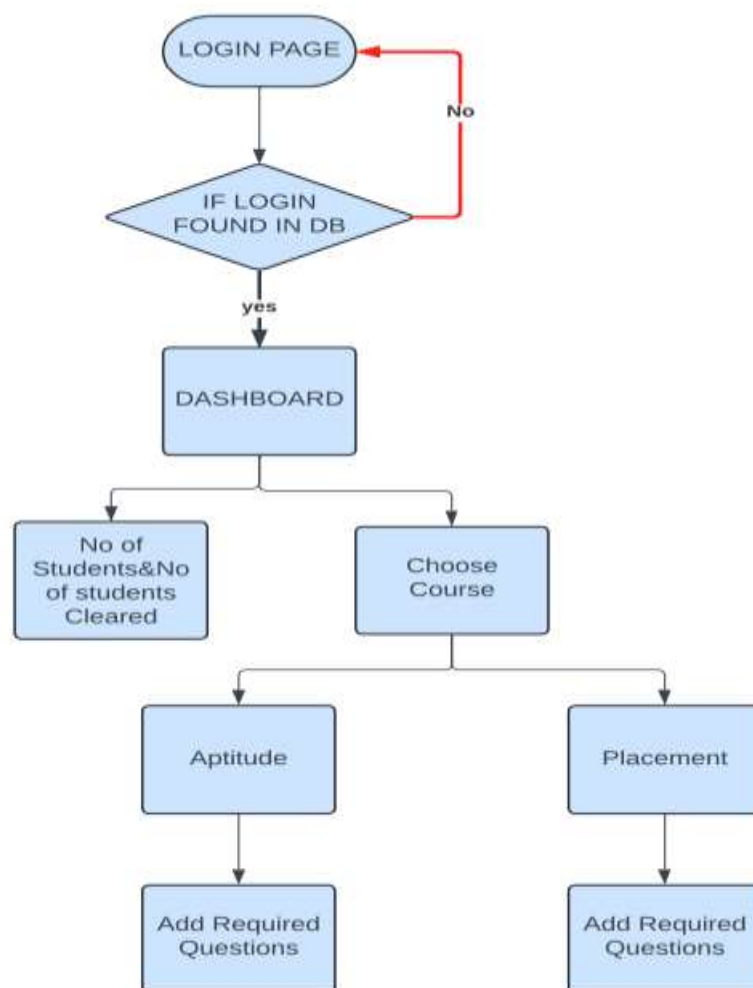 LOGIN PAGE
No
IF LOGIN
FOUND IN DB
yes
DASHBOARD
No of
Students&No
of students
Cleared
Choose
Course
Aptitude
Placement
Add Required
Questions
Add Required
Questions